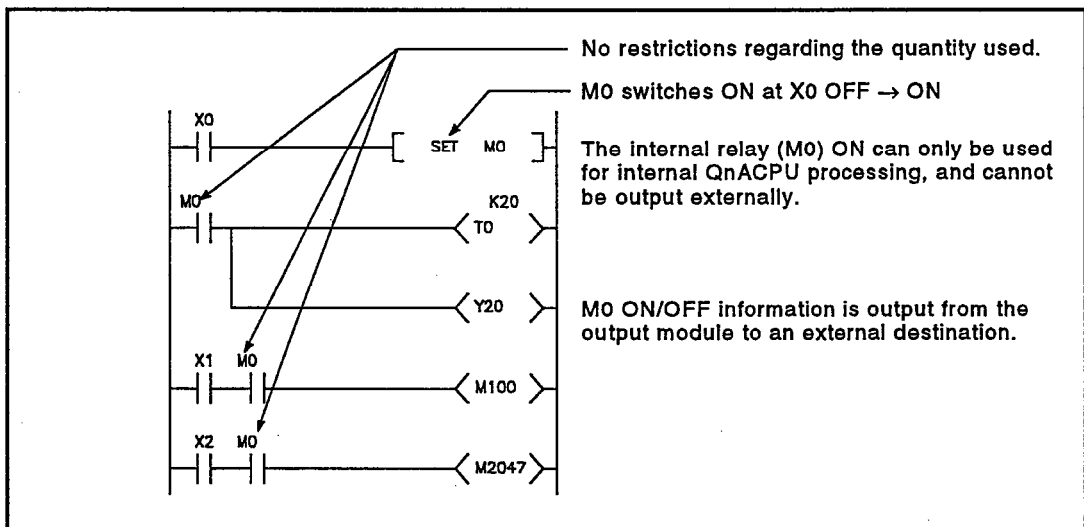 No restrictions regarding the quantity used.
M0 switches ON at X0 OFF → ON
X0
SET M0
The internal relay (M0) ON can only be used
for internal QnACPU processing, and cannot
be output externally.
M0
K20
T0
Y20
M0 ON/OFF information is output from the
output module to an external destination.
X1 M0
M100
X2 M0
M2047